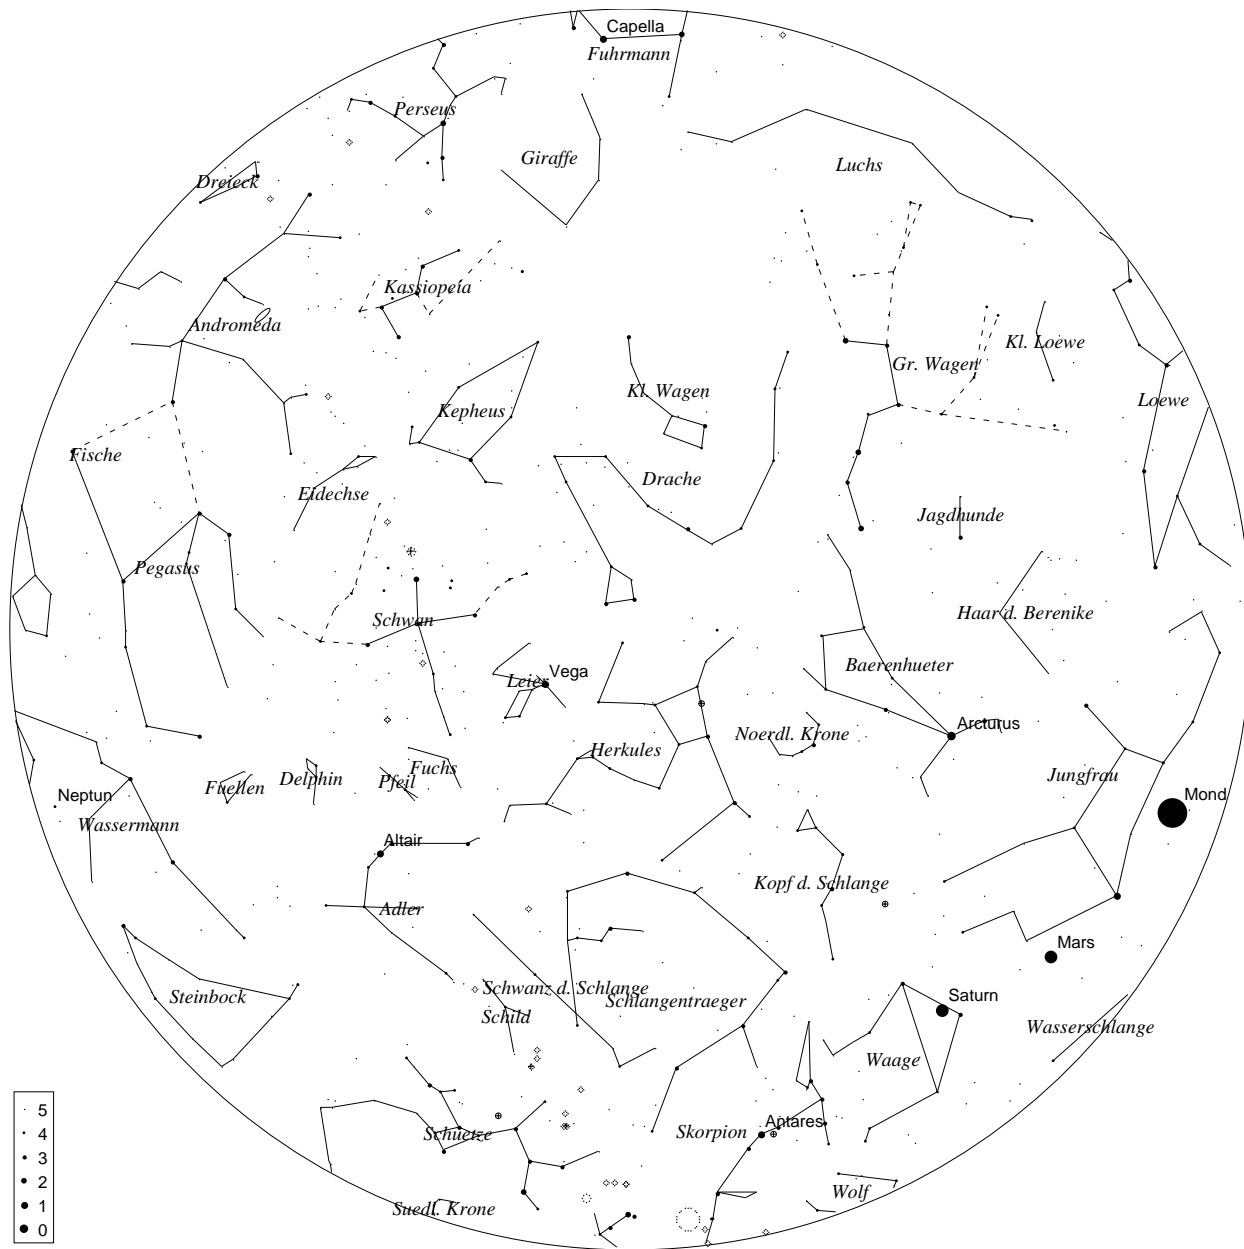 Capella
Fuhrmann
Perseus
Giraffe
Luchs
Dreieck
Kassiopeia
Andromeda
Kl. Loewe
Gr. Wagen
Kl. Wagen
Loewe
Kepheus
Fische
Drache
Eidechse
Jagdhunde
Pegasus
Haar d. Berenike
Schwan
Baerenhueter
Vega
Leier
Arcturus
Noerdl. Krone
Herkules
Fuchs
Jungfrau
Delphin
Pfeil
Fuellen
Neptun
Mond
Wassermann
Altair
Kopf d. Schlange
Adler
Mars
Schwanz d. Schlange
Steinbock
Saturn
Schlangentraeger
Schild
Wasserschlange
Waage
5
4
Antares
Schuetze
Skorpion
3
2
Wolf
1
Suedl. Krone
0